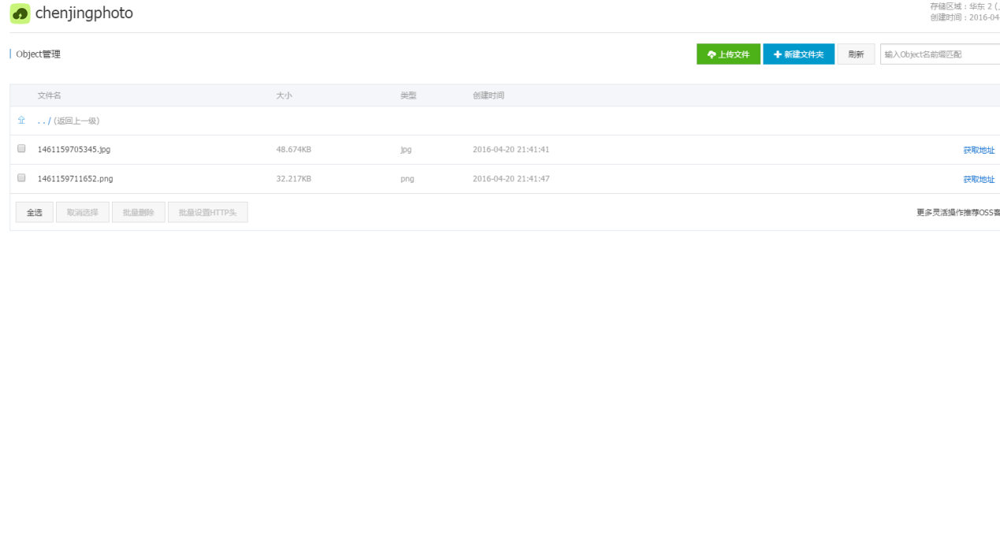 chenjingphoto
存储区域：华东 2 (
创建时间：2016-04
Object管理
上传文件 新建文件夹 刷新 输入Object名前缀匹配
文件名 大小 类型 创建时间
../ (返回上一级)
1461159705345.jpg 48.674KB jpg 2016-04-20 21:41:41 获取地址
1461159711652.png 32.217KB png 2016-04-20 21:41:47 获取地址
全选 取消选择 批量删除 批量设置HTTP头 更多灵活操作推荐OSS客